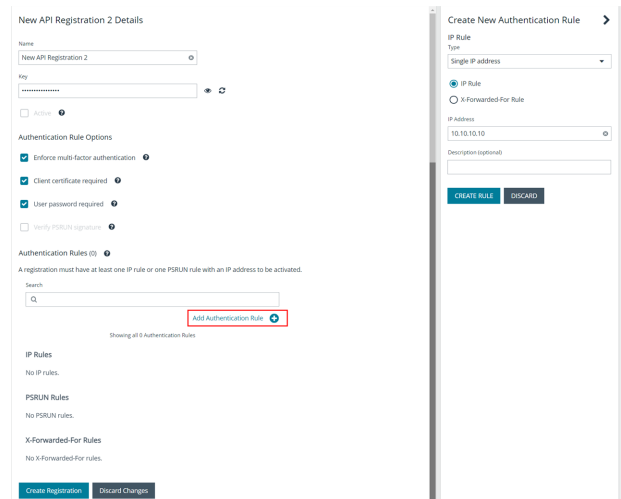 New API Registration 2 Details
Name
New API Registration 2
Key
••••••••••••••••
Active
Authentication Rule Options
Enforce multi-factor authentication
Client certificate required
User password required
Verify PSRUN signature
Authentication Rules (0)
A registration must have at least one IP rule or one PSRUN rule with an IP address to be activated.
Search
Add Authentication Rule
Showing all 0 Authentication Rules
IP Rules
No IP rules.
PSRUN Rules
No PSRUN rules.
X-Forwarded-For Rules
No X-Forwarded-For rules.
Create Registration Discard Changes
Create New Authentication Rule
IP Rule
Type
Single IP address
IP Rule
X-Forwarded-For Rule
IP Address
10.10.10.10
Description (optional)
CREATE RULE DISCARD